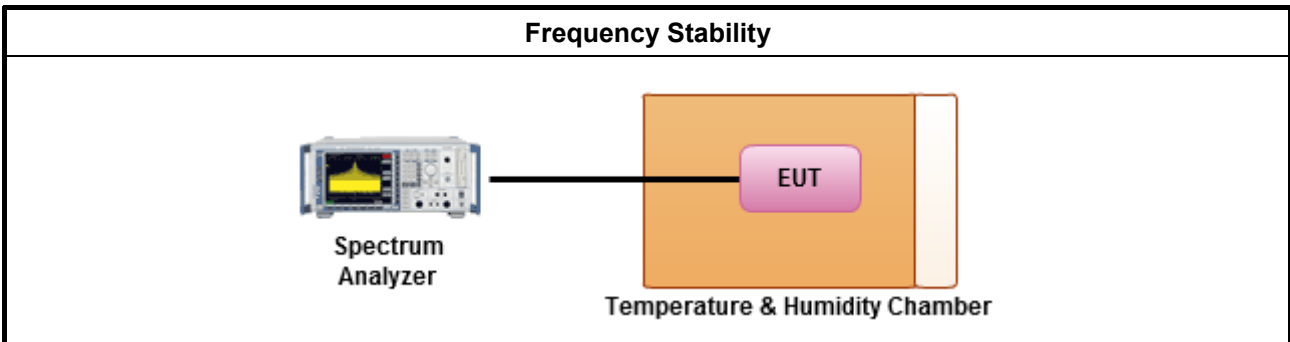 Frequency Stability
EUT
Spectrum
Analyzer
Temperature & Humidity Chamber